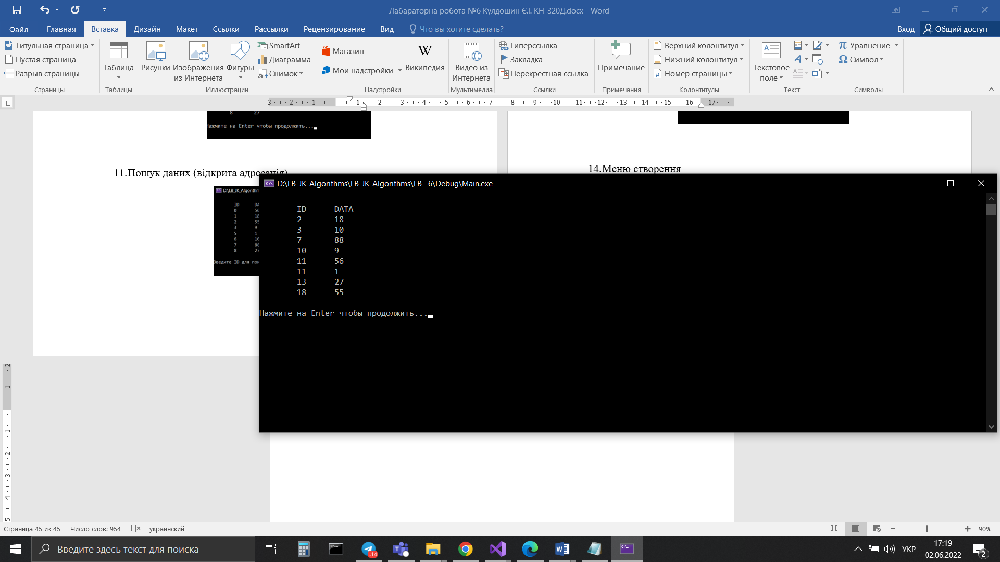 Лабараторна робота №6 Кулдошин Є.І. КН-320Д.docx - Word
Файл Главная Вставка Дизайн Макет Ссылки Рассылки Рецензирование Вид Что вы хотите сделать? Вход Общий доступ
Титульная страница
Пустая страница
Разрыв страницы
Страницы
Таблица
Таблицы
Рисунки
Изображения из Интернета
Фигуры
SmartArt
Диаграмма
Снимок
Иллюстрации
Магазин
Мои надстройки
Википедия
Надстройки
Видео из Интернета
Мультимедиа
Гиперссылка
Закладка
Перекрестная ссылка
Ссылки
Примечание
Примечания
Верхний колонтитул
Нижний колонтитул
Номер страницы
Колонтитулы
Текстовое поле
Текст
Уравнение
Символ
Символы
3 2 1 1 2 3 4 5 6 7 8 9 10 11 12 13 14 15 16 17
8 27
Нажмите на Enter чтобы продолжить...
11.Пошук даних (відкрита адресація)
14.Меню створення
D:\LB_JK_Algorithm
ID
0 56
1 18
2 55
3 9
5 1
6 10
7 88
8 27
Введите ID для
D:\LB_JK_Algorithms\LB_JK_Algorithms\LB__6\Debug\Main.exe
ID DATA
2 18
3 10
7 88
10 9
11 56
11 1
13 27
18 55
Нажмите на Enter чтобы продолжить...
2 1 1 2 3 4 5
Страница 45 из 45 Число слов: 954 украинский 90%
Введите здесь текст для поиска
..14
УКР
17:19
02.06.2022
2